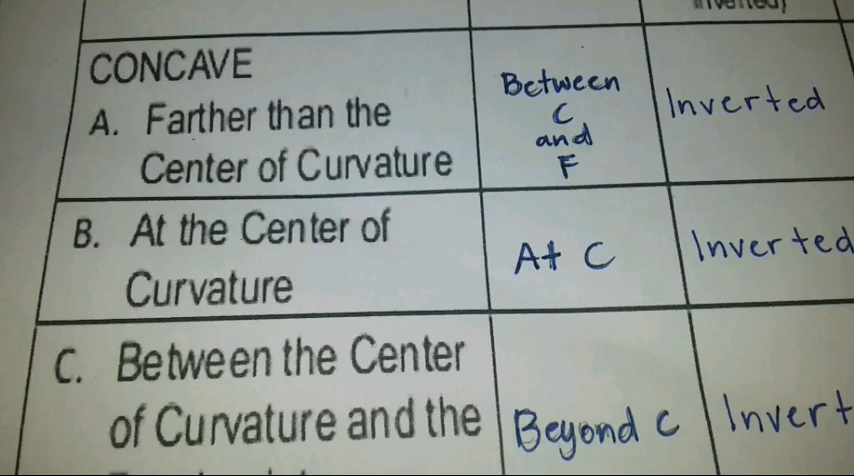 CONCAVE
A. Farther than the
Center of Curvature
Between
C
and
F
Inverted
B. At the Center of
Curvature
At C
Inverted
C. Between the Center
of Curvature and the
Beyond C
Invert